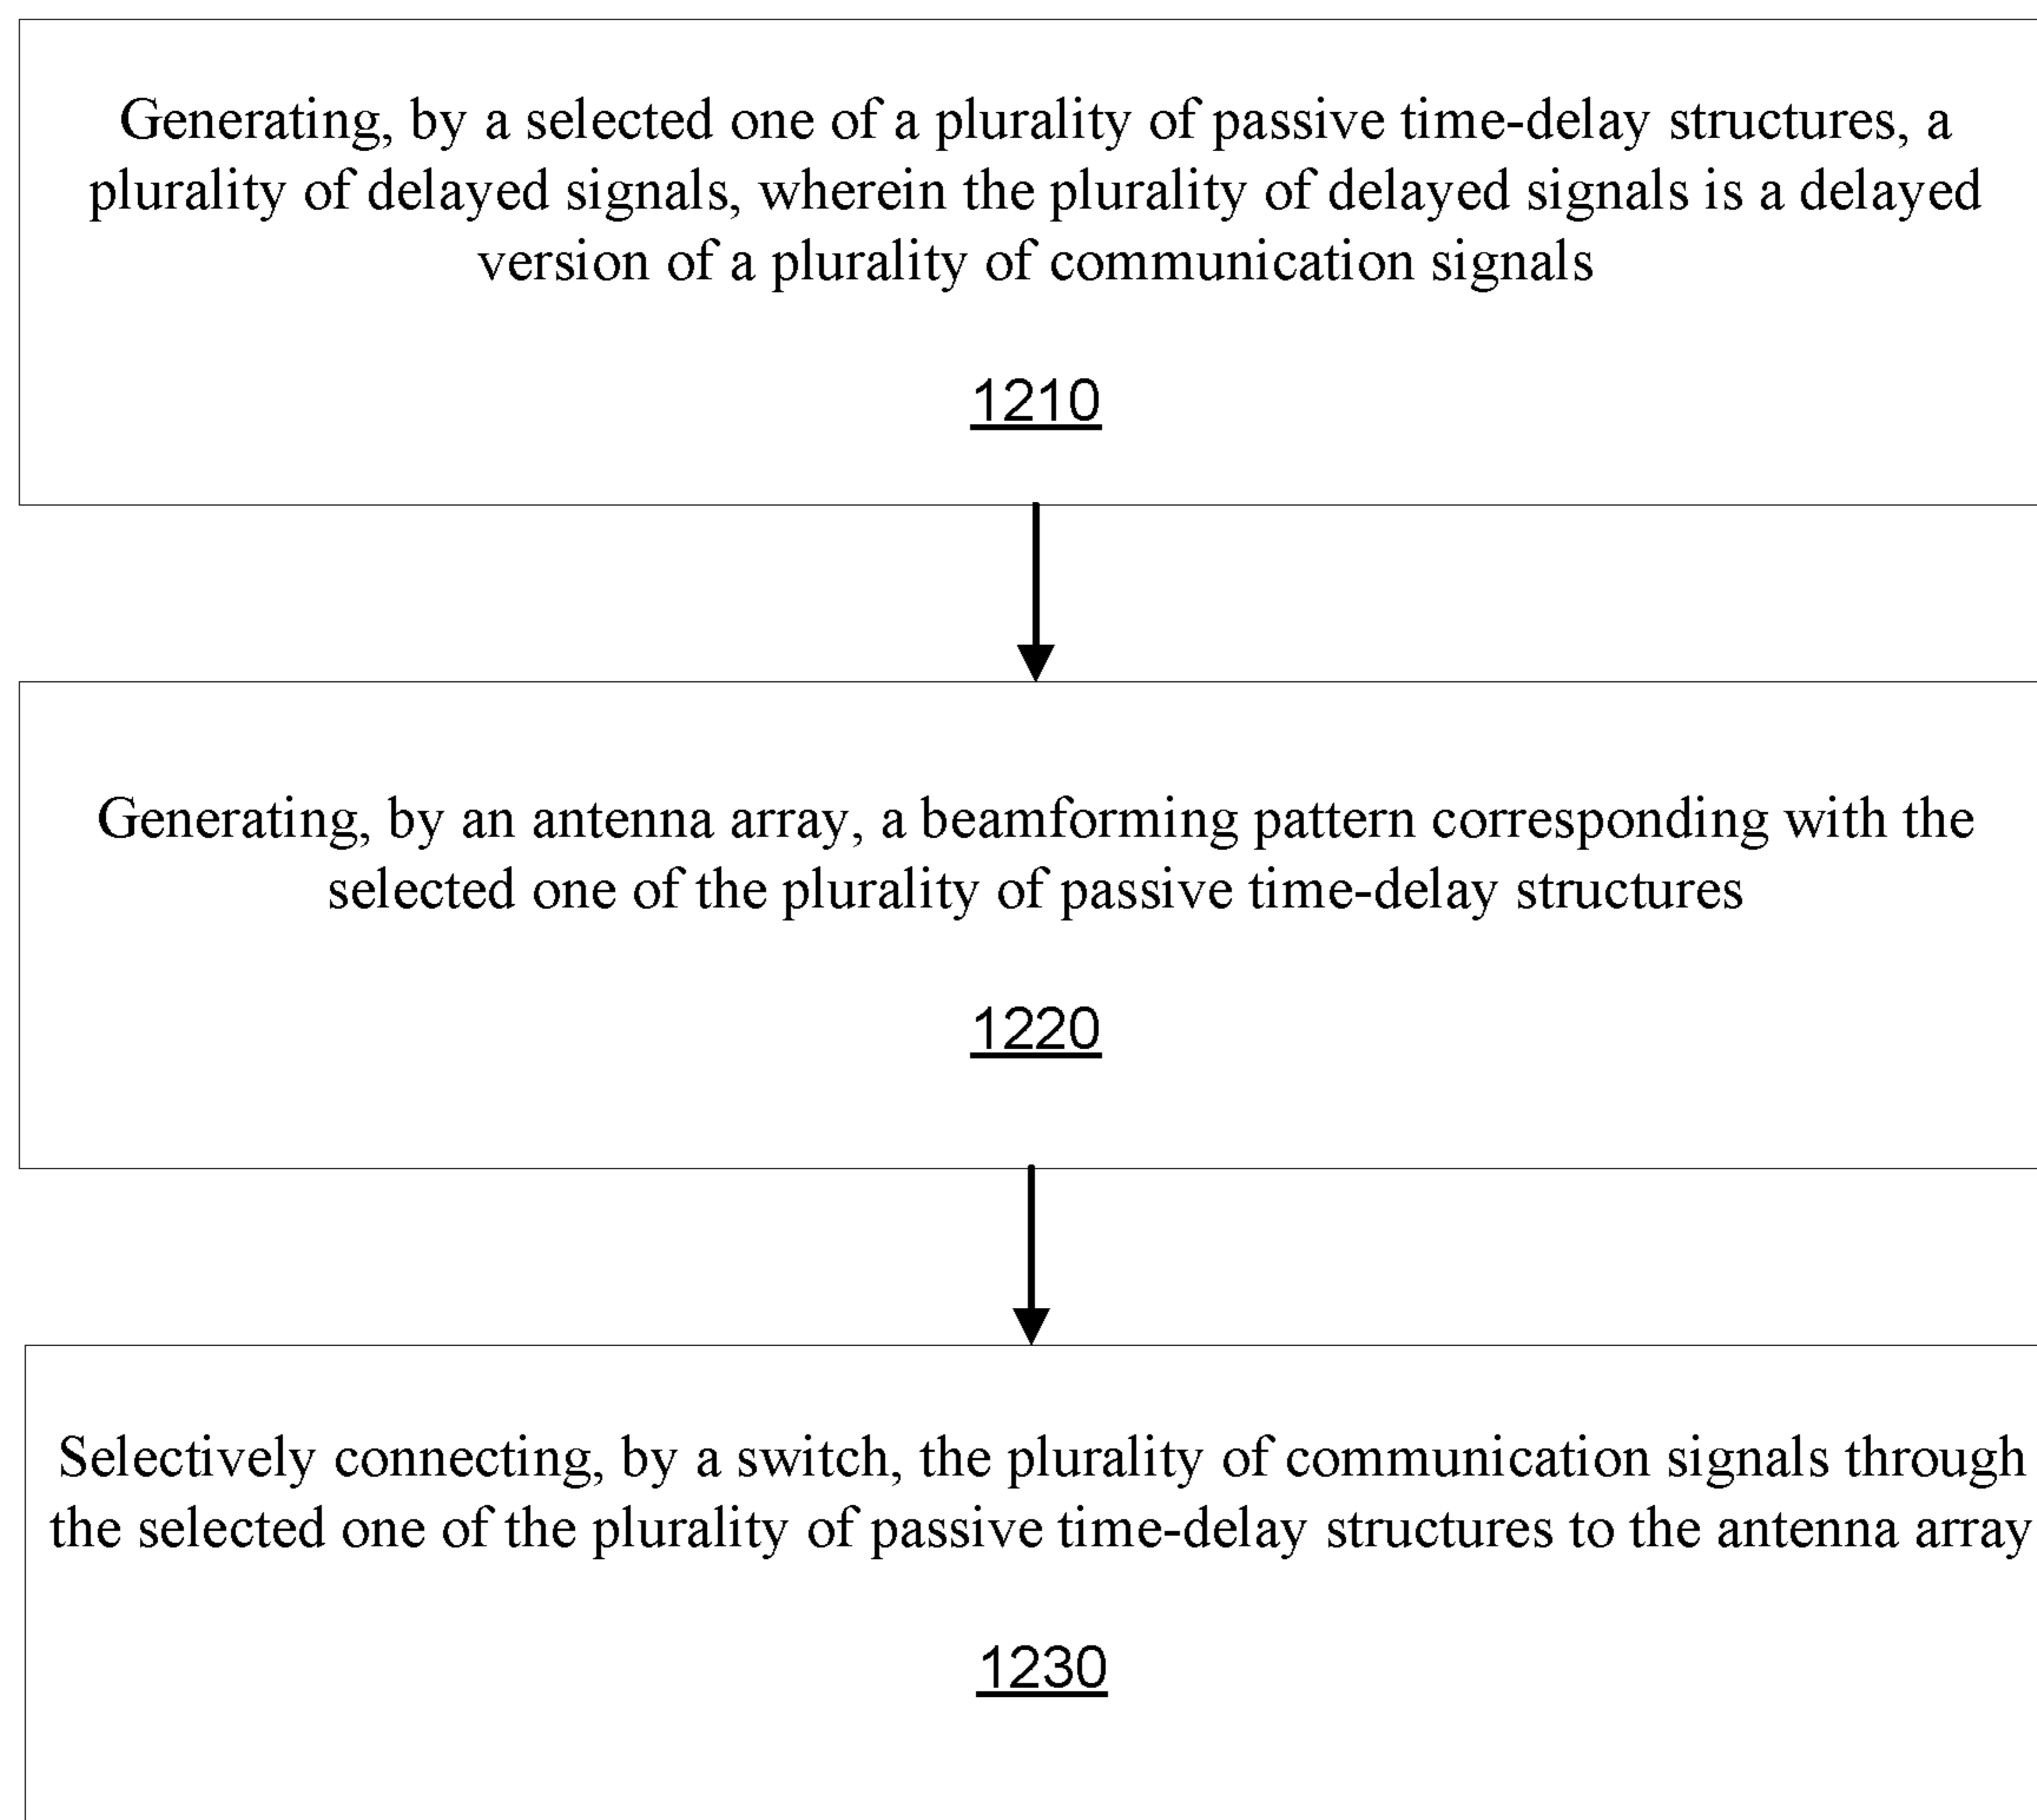 Generating, by a selected one of a plurality of passive time-delay structures, a
plurality of delayed signals, wherein the plurality of delayed signals is a delayed
version of a plurality of communication signals
1210
Generating, by an antenna array, a beamforming pattern corresponding with the
selected one of the plurality of passive time-delay structures
1220
Selectively connecting, by a switch, the plurality of communication signals through
the selected one of the plurality of passive time-delay structures to the antenna array
1230